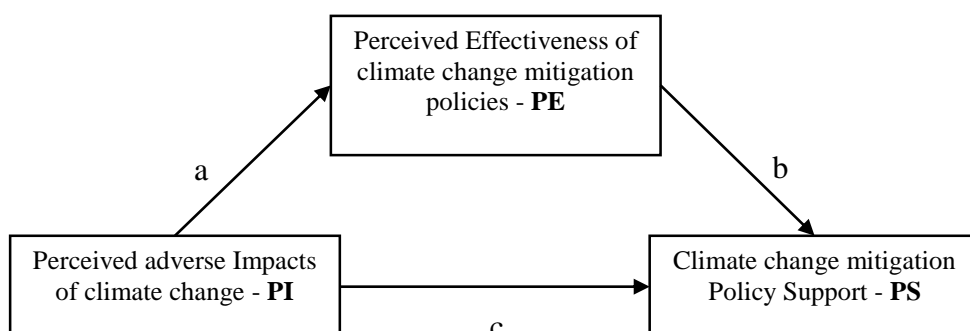 Perceived Effectiveness of
climate change mitigation
policies - PE
a
b
Perceived adverse Impacts
of climate change - PI
Climate change mitigation
Policy Support - PS
c